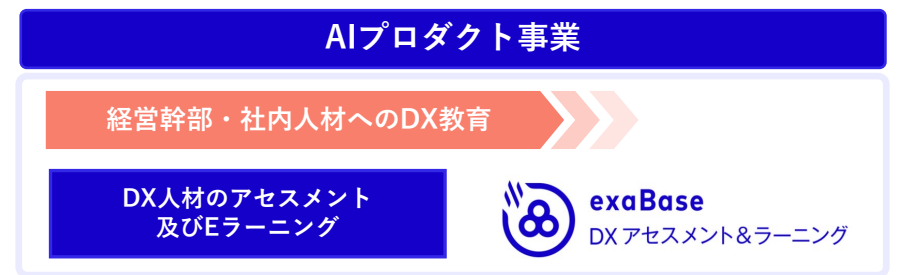 AIプロダクト事業
経営幹部・社内人材へのDX教育
DX人材のアセスメント
及びEラーニング
exaBase
DX アセスメント&ラーニング